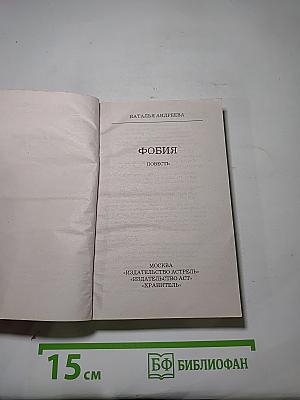 НАТАЛЬЯ АНДРЕЕВА
ФОБИЯ
ПОВЕСТЬ
МОСКВА
«ИЗДАТЕЛЬСТВО АСТРЕЛЬ»
«ИЗДАТЕЛЬСТВО АСТ»
«ХРАНИТЕЛЬ»
15 см
БФ БИБЛИОФАН